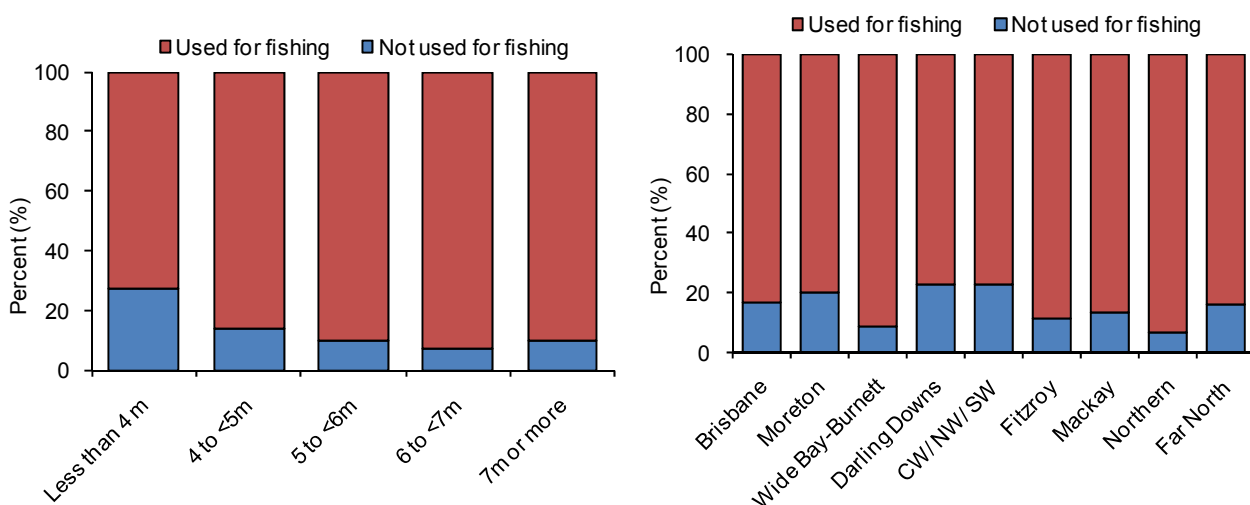 Used for fishing Not used for fishing
Percent (%)
100
80
60
40
20
0
Less than 4 m
4 to <5m
5 to <6m
6 to <7m
7m or more
Used for fishing Not used for fishing
Percent (%)
100
80
60
40
20
0
Brisbane
Moreton
Wide Bay-Burnett
Darling Downs
CW/ NW/ SW
Fitzroy
Mackay
Northern
Far North